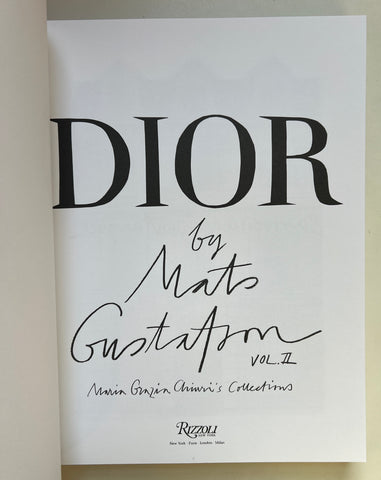 DIOR
by
Mats
Gustafson
VOL. II
Maria Grazia Chiuri's Collections
RIZZOLI
NEW YORK
New York · Paris · London · Milan